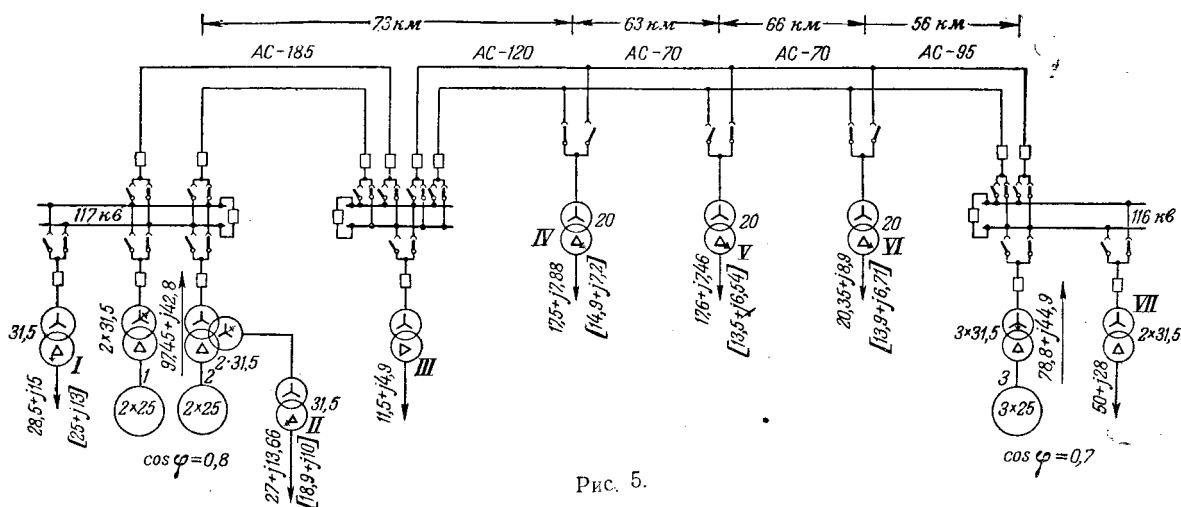 73 км 63 км 66 км 56 км
АС-185 АС-120 АС-70 АС-70 АС-95
117 кв
116 кв
31,5
I
28,5+j15
[25+j13]
2×31,5
1
2×25
97,45+j42,8
2·31,5
2
2×25
cos φ=0,8
31,5
II
27+j13,66
[18,9+j10]
III
11,5+j4,9
20
IV
17,5+j7,88
[14,9+j7,2]
20
V
17,6+j7,46
[13,5+j6,54]
20
VI
20,35+j8,9
[13,9+j6,71]
3×31,5
78,8+j44,9
3
3×25
cos φ=0,7
VII
2×31,5
50+j28
Рис. 5.